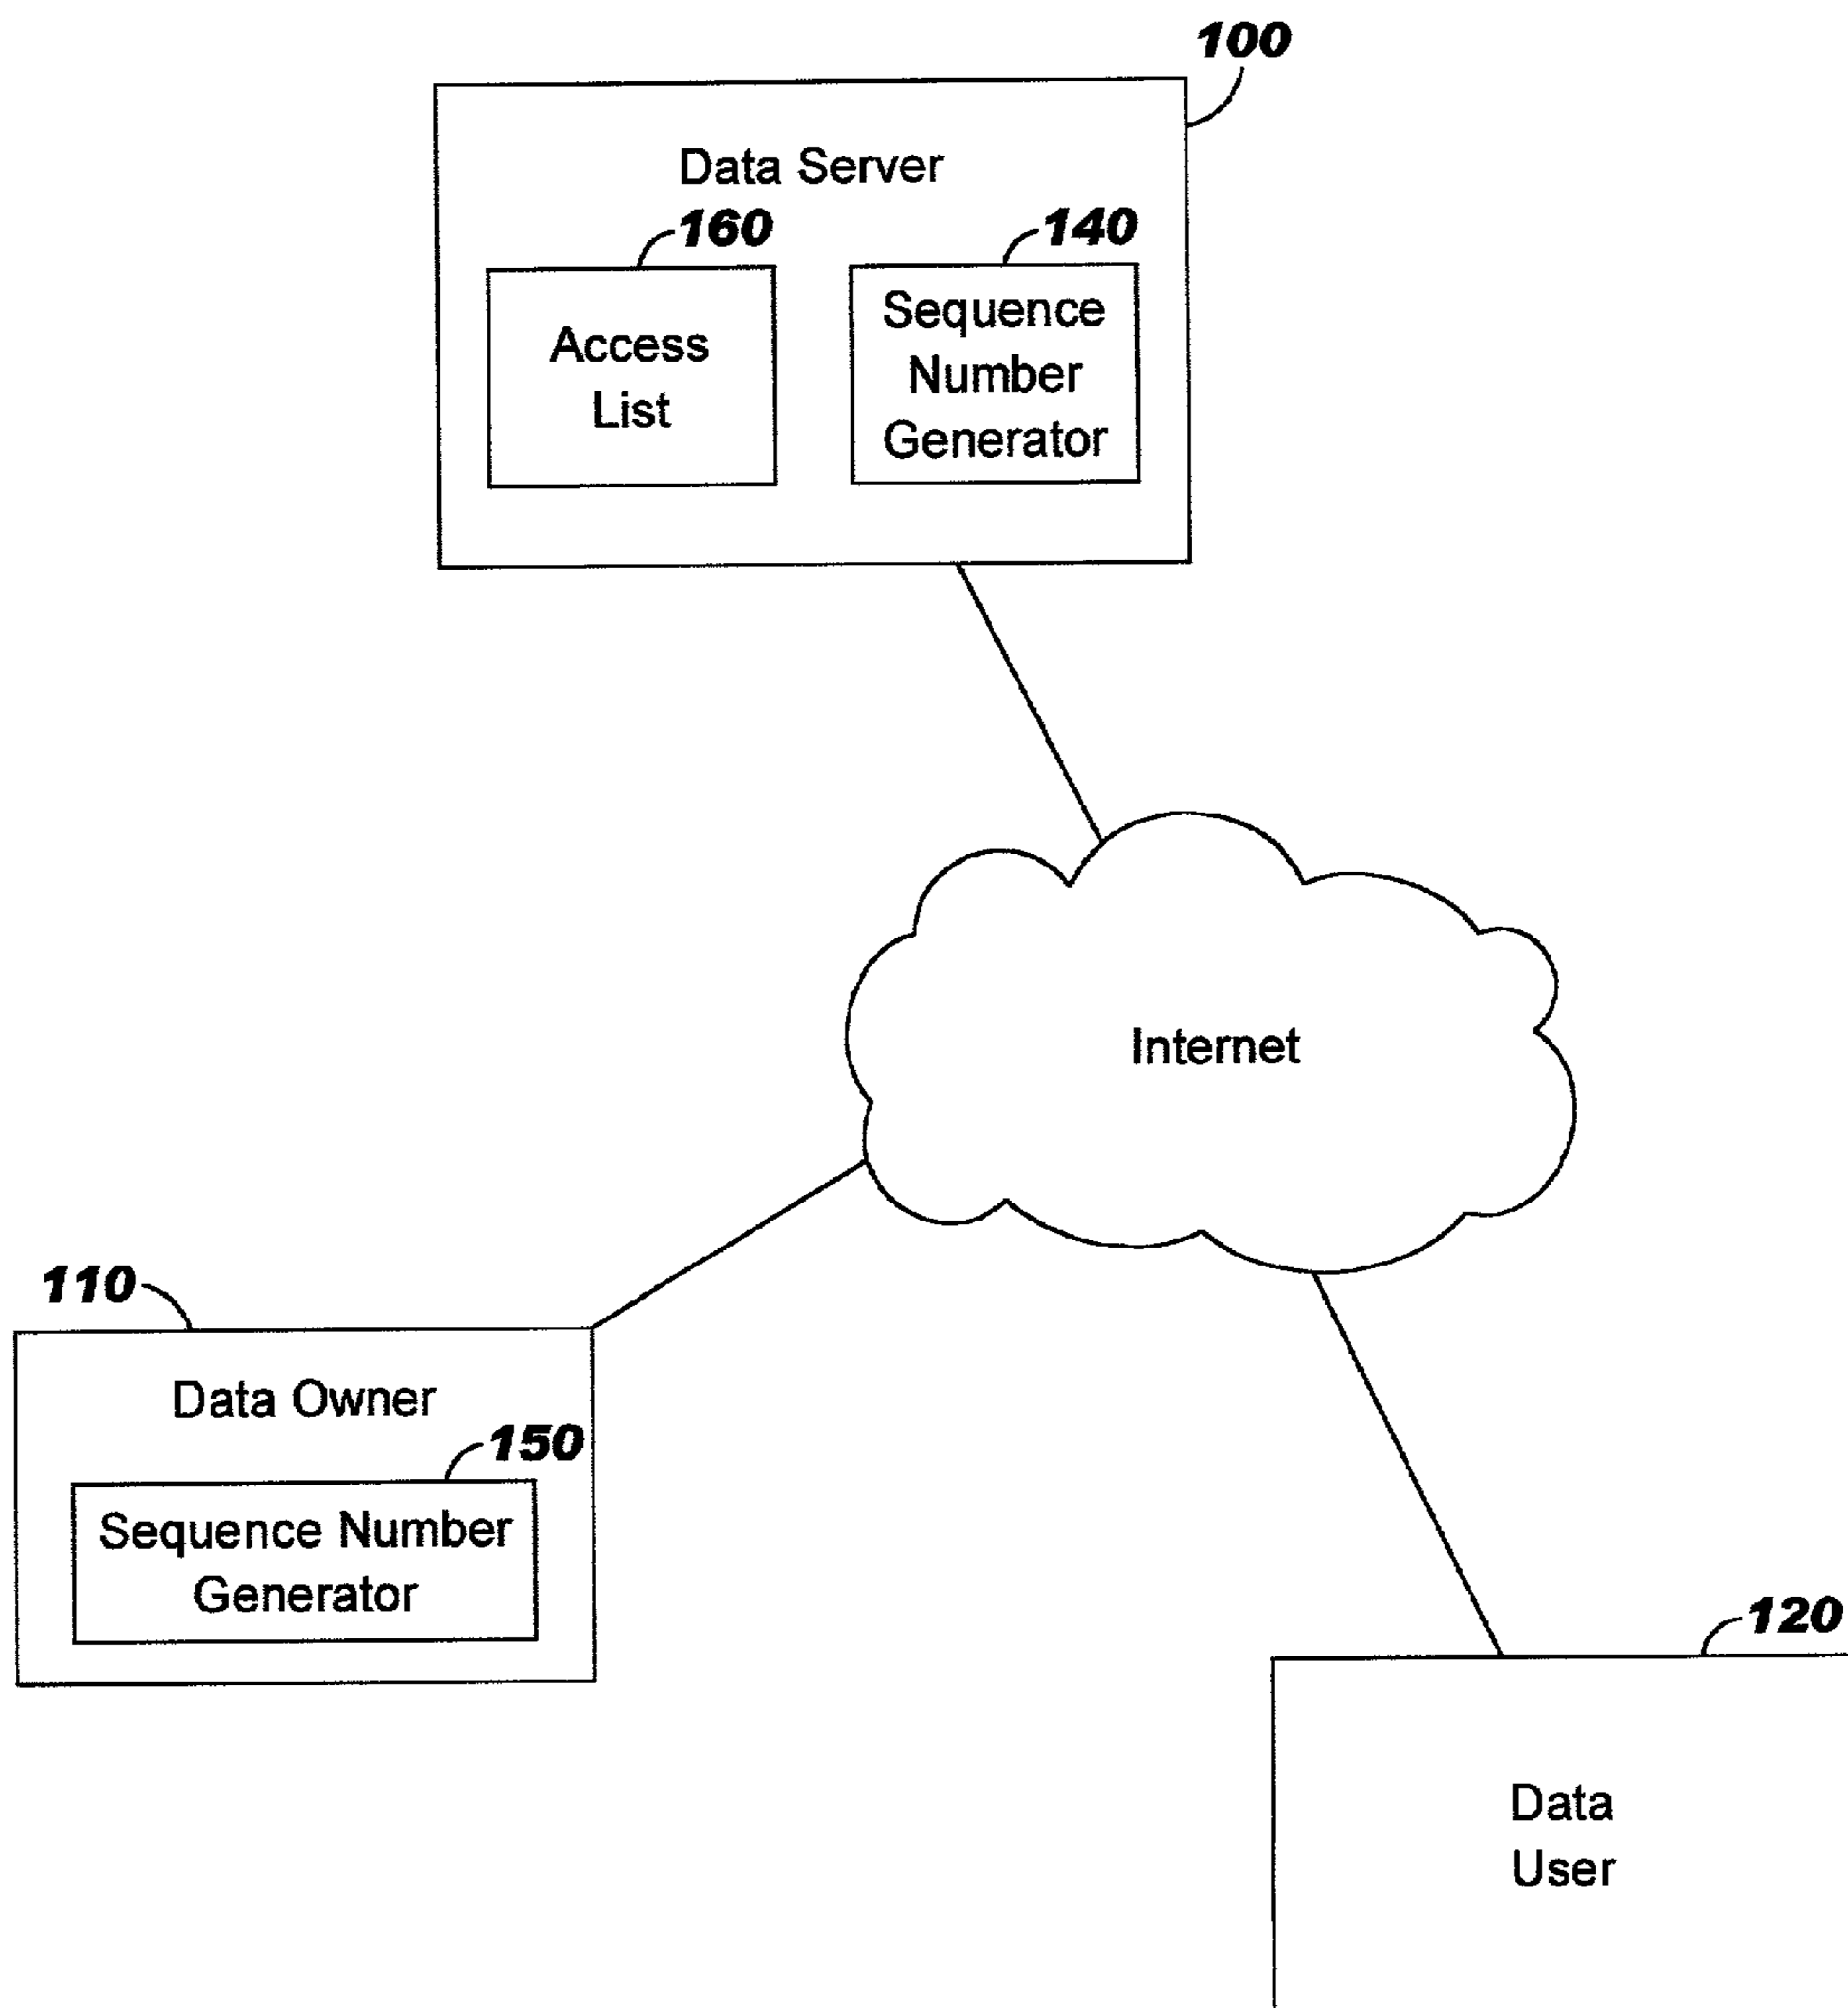 100
Data Server
160
140
Access
List
Sequence
Number
Generator
Internet
110
Data Owner
150
Sequence Number
Generator
120
Data
User